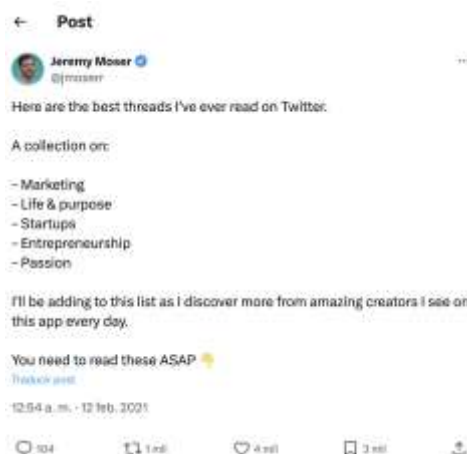 Post
Jeremy Moser
@jmoserr
Here are the best threads I've ever read on Twitter.
A collection on:
- Marketing
- Life & purpose
- Startups
- Entrepreneurship
- Passion
I'll be adding to this list as I discover more from amazing creators I see on
this app every day.
You need to read these ASAP 👇
Traducir post
12:54 a. m. · 12 feb. 2021
104 1 mil 4 mil 3 mil